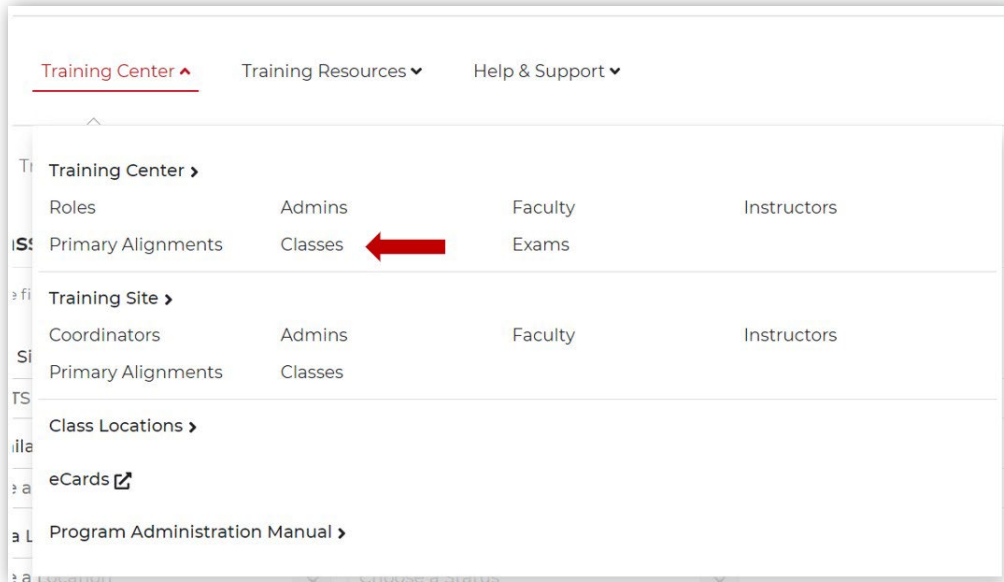 Training Center Training Resources Help & Support
Training Center
Roles Admins Faculty Instructors
Primary Alignments Classes Exams
Training Site
Coordinators Admins Faculty Instructors
Primary Alignments Classes
Class Locations
eCards
Program Administration Manual